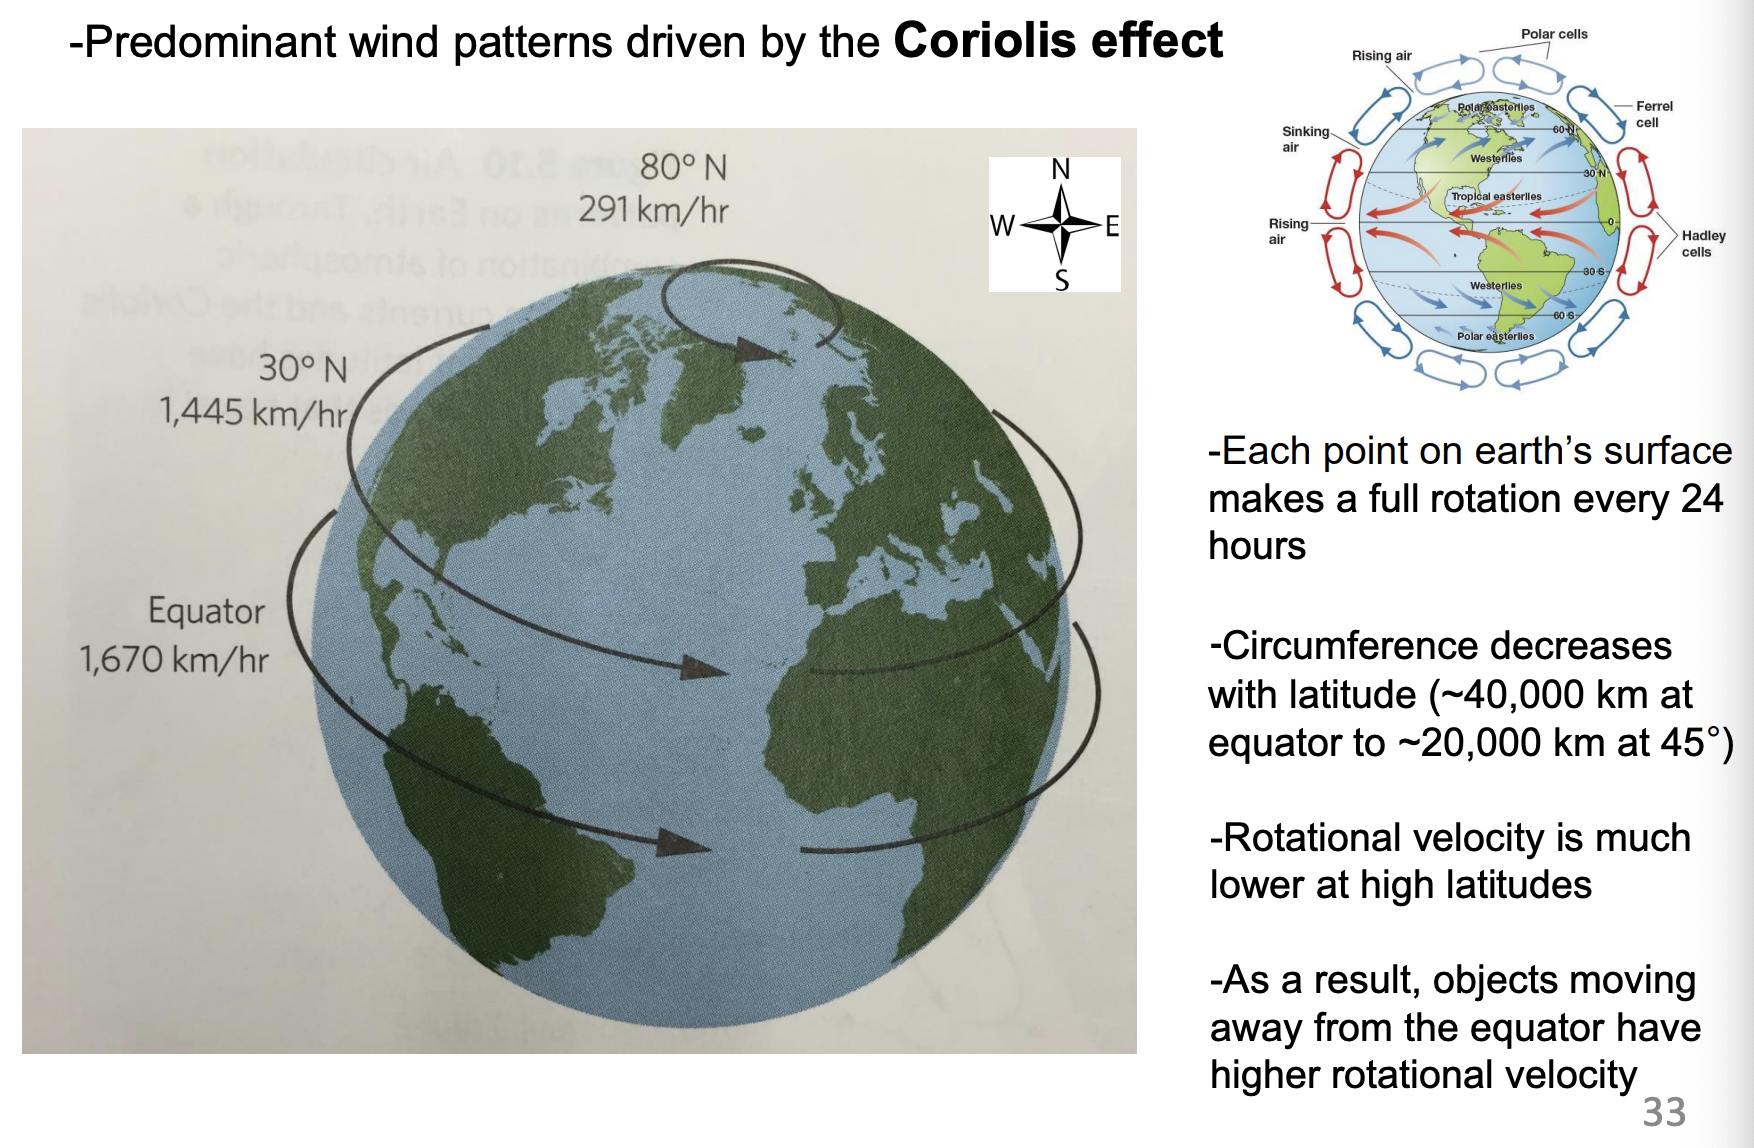 -Predominant wind patterns driven by the Coriolis effect
80° N
291 km/hr
30° N
1,445 km/hr
Equator
1,670 km/hr
N
W E
S
Polar cells
Rising air
Ferrel
cell
Sinking
air
Rising
air
Hadley
cells
Polar easterlies
60 N
Westerlies
30 N
Tropical easterlies
0
30 S
Westerlies
60 S
Polar easterlies
-Each point on earth’s surface
makes a full rotation every 24
hours
-Circumference decreases
with latitude (~40,000 km at
equator to ~20,000 km at 45°)
-Rotational velocity is much
lower at high latitudes
-As a result, objects moving
away from the equator have
higher rotational velocity
33